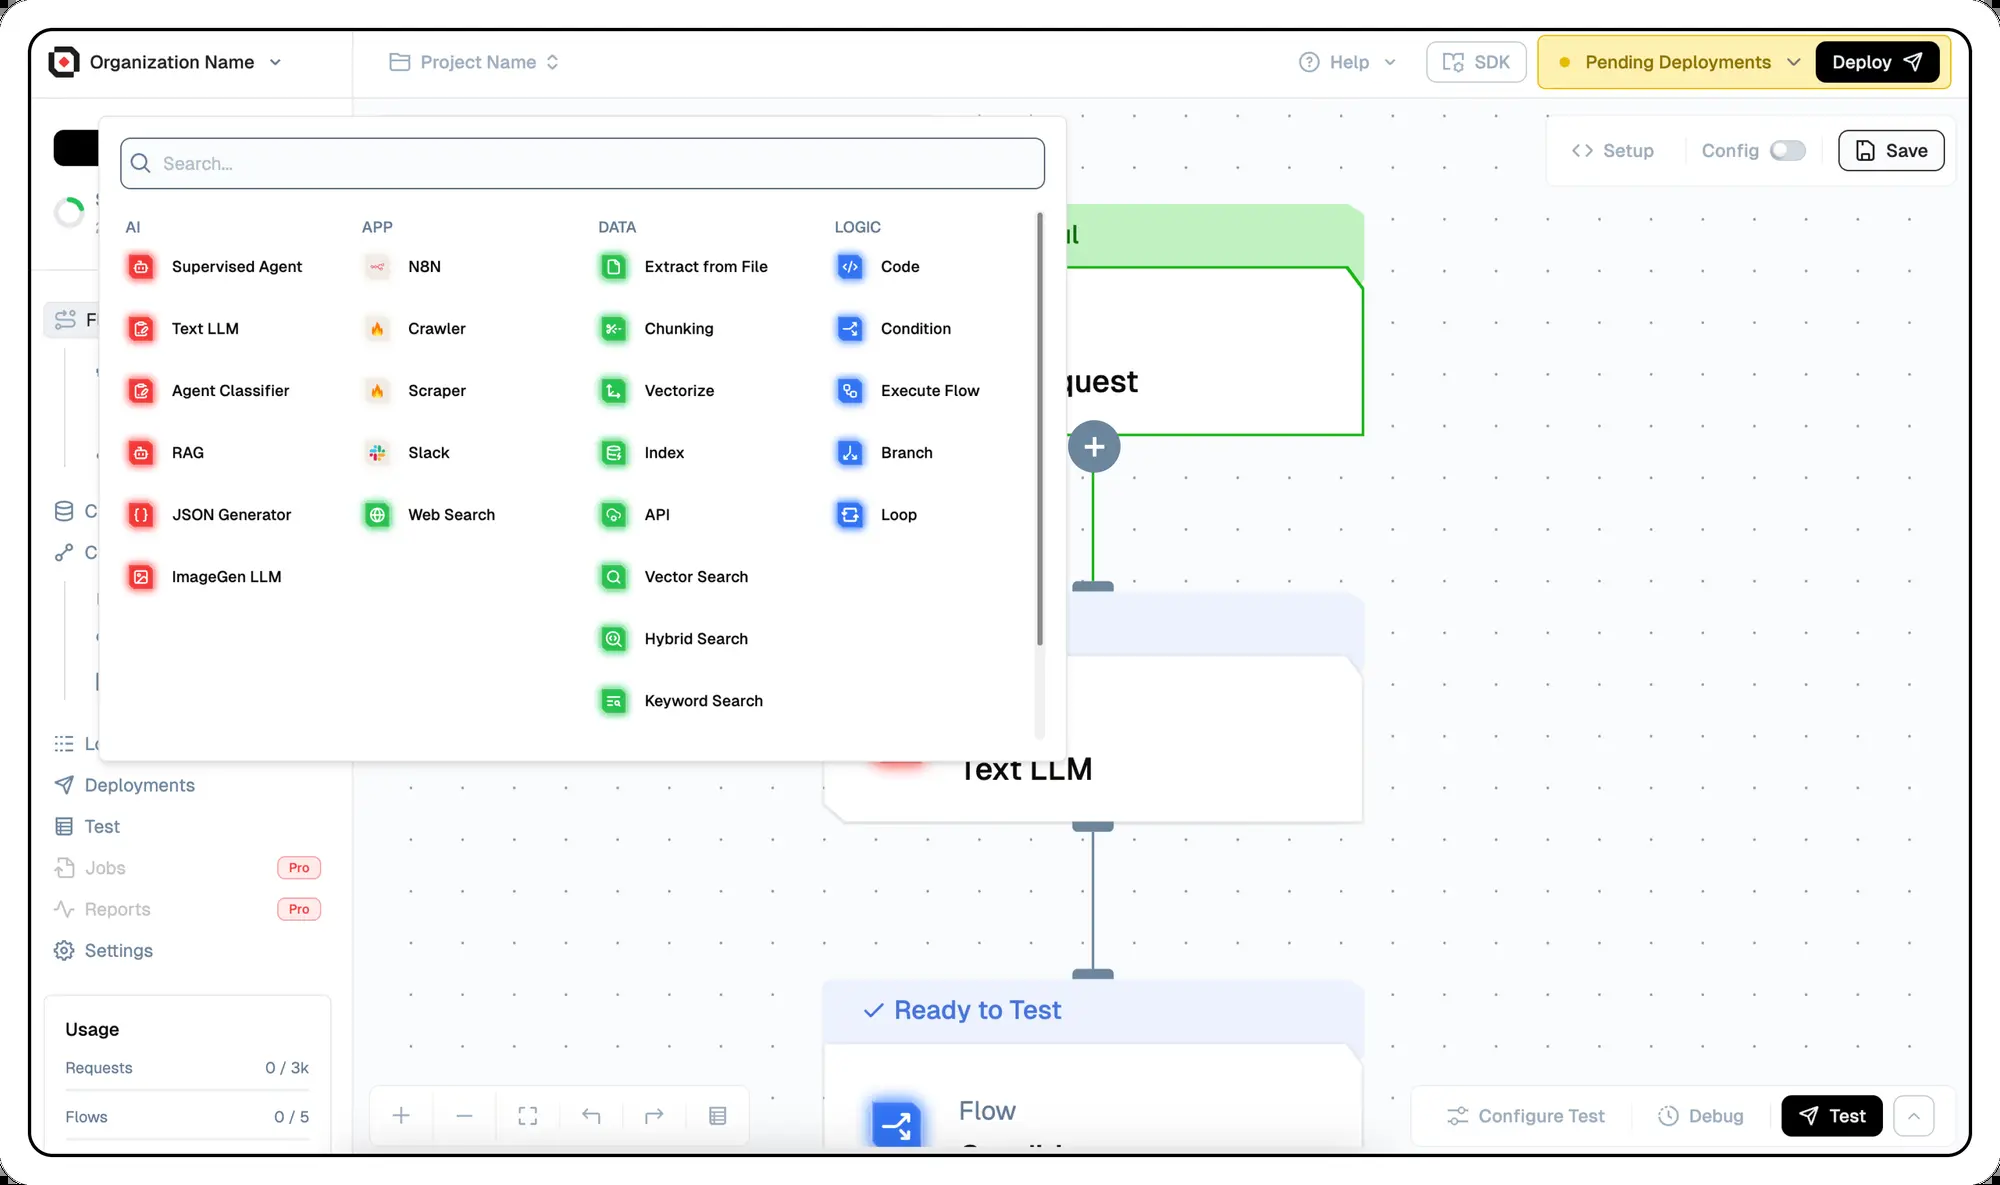 Organization Name
Project Name
Help
SDK
Pending Deployments
Deploy
Search...
Setup
Config
Save
AI
Supervised Agent
Text LLM
Agent Classifier
RAG
JSON Generator
ImageGen LLM
APP
N8N
Crawler
Scraper
Slack
Web Search
DATA
Extract from File
Chunking
Vectorize
Index
API
Vector Search
Hybrid Search
Keyword Search
LOGIC
Code
Condition
Execute Flow
Branch
Loop
Text LLM
Ready to Test
Flow
Deployments
Test
Jobs Pro
Reports Pro
Settings
Usage
Requests 0 / 3k
Flows 0 / 5
Configure Test
Debug
Test